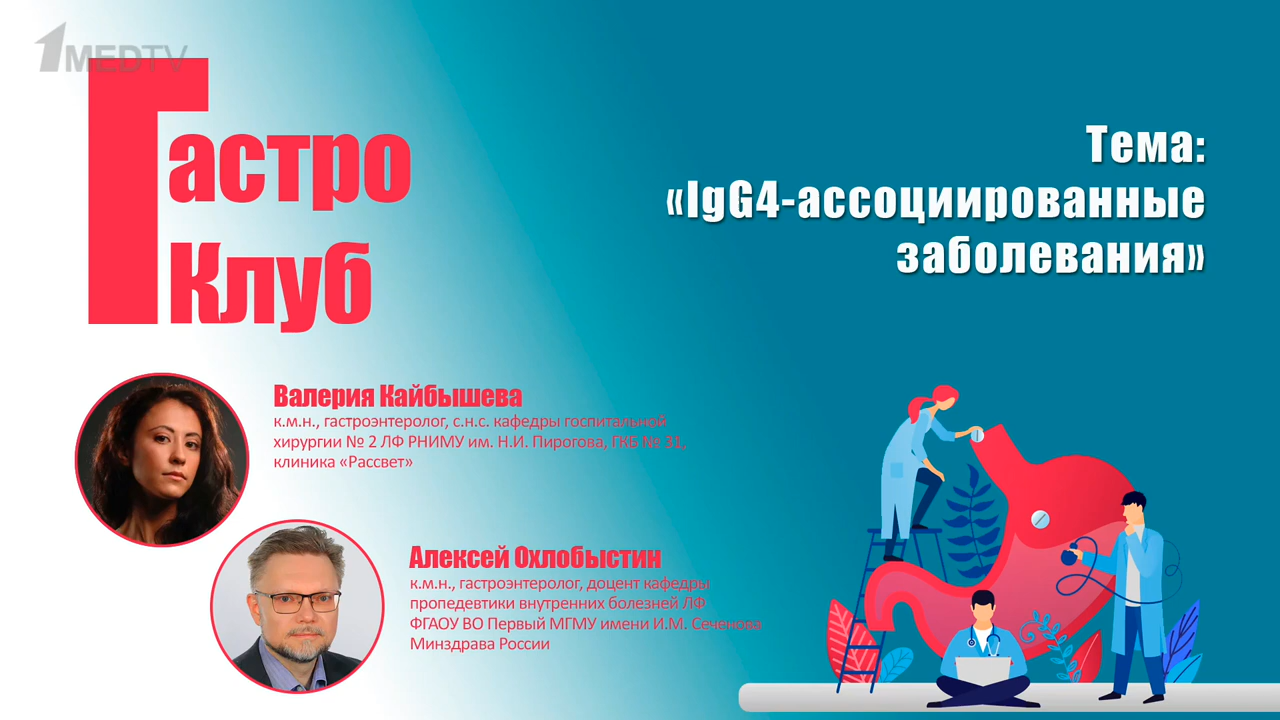 1MEDTV
Гастро
Клуб
Тема:
«IgG4-ассоциированные
заболевания»
Валерия Кайбышева
к.м.н., гастроэнтеролог, с.н.с. кафедры госпитальной
хирургии № 2 ЛФ РНИМУ им. Н.И. Пирогова, ГКБ № 31,
клиника «Рассвет»
Алексей Охлобыстин
к.м.н., гастроэнтеролог, доцент кафедры
пропедевтики внутренних болезней ЛФ
ФГАОУ ВО Первый МГМУ имени И.М. Сеченова
Минздрава России